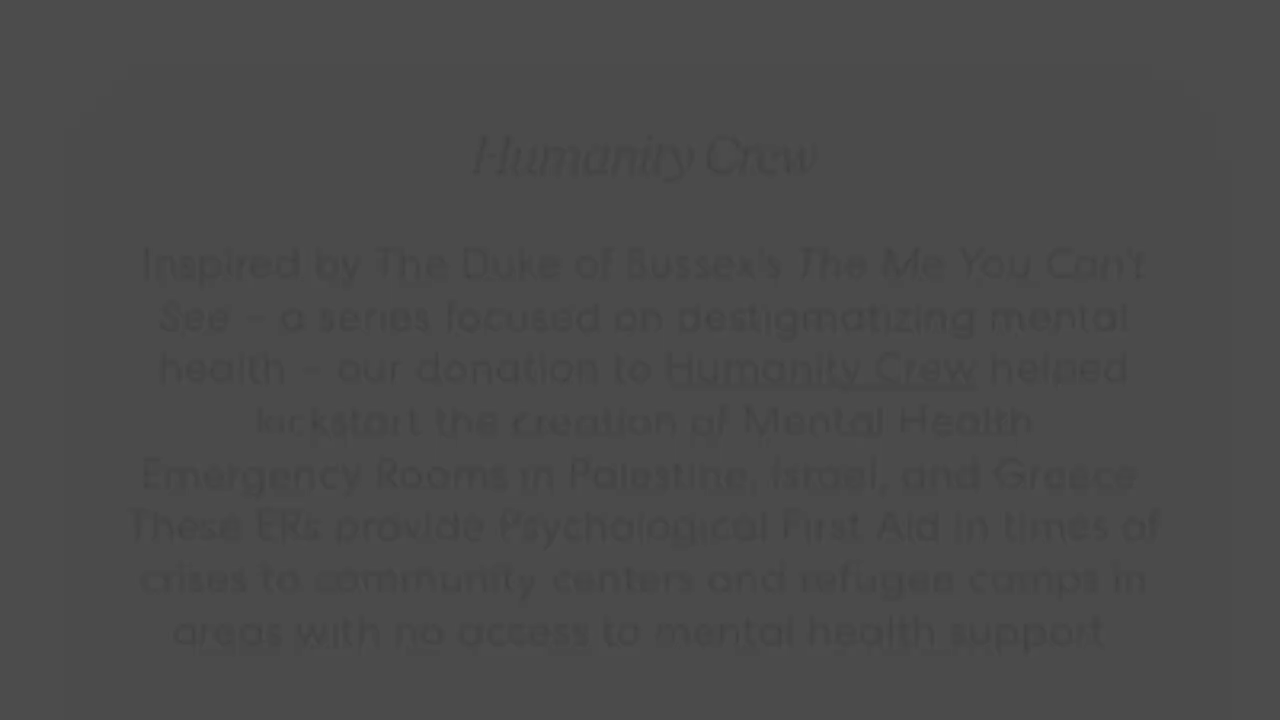 Humanity Crew
Inspired by The Duke of Sussex's The Me You Can't
See - a series focused on destigmatizing mental
health - our donation to Humanity Crew helped
kickstart the creation of Mental Health
Emergency Rooms in Palestine, Israel, and Greece
These ERs provide Psychological First Aid in times of
crises to community centers and refugee camps in
areas with no access to mental health support